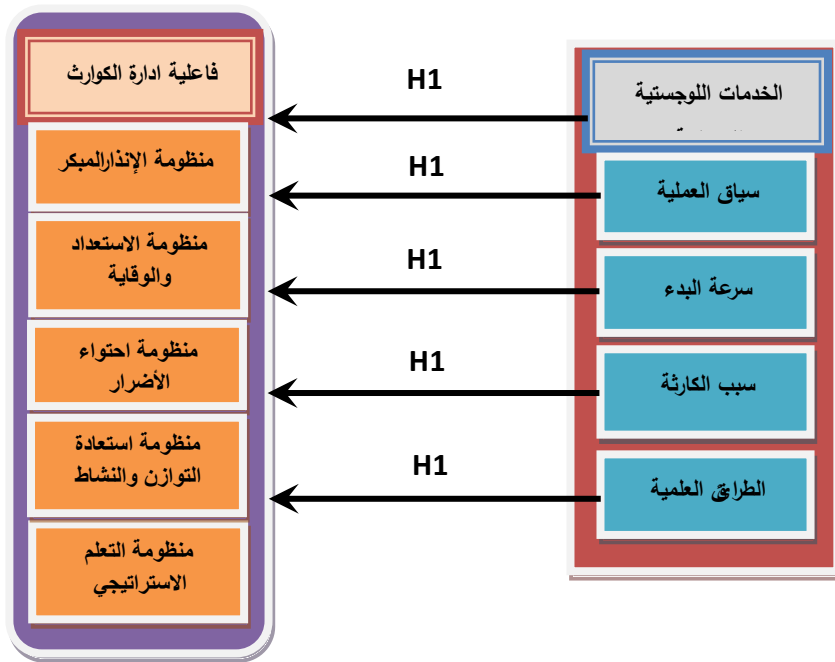 الخدمات اللوجستية
سياق العملية
سرعة البدء
سبب الكارثة
الطرائق العلمية
H1
H1
H1
H1
H1
فاعلية ادارة الكوارث
منظومة الإنذارالمبكر
منظومة الاستعداد
والوقاية
منظومة احتواء
الأضرار
منظومة استعادة
التوازن والنشاط
منظومة التعلم
الاستراتيجي